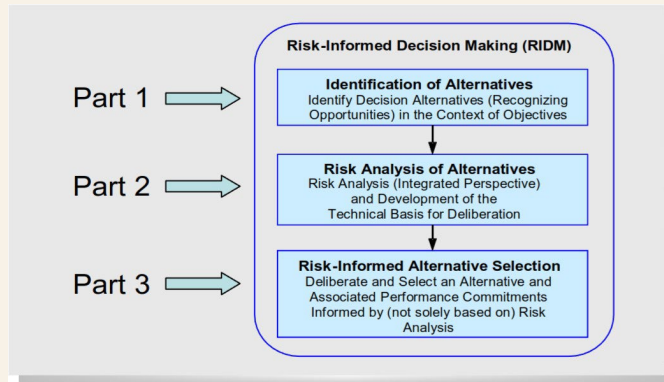 Risk-Informed Decision Making (RIDM)
Part 1
Identification of Alternatives
Identify Decision Alternatives (Recognizing
Opportunities) in the Context of Objectives
Part 2
Risk Analysis of Alternatives
Risk Analysis (Integrated Perspective)
and Development of the
Technical Basis for Deliberation
Part 3
Risk-Informed Alternative Selection
Deliberate and Select an Alternative and
Associated Performance Commitments
Informed by (not solely based on) Risk
Analysis